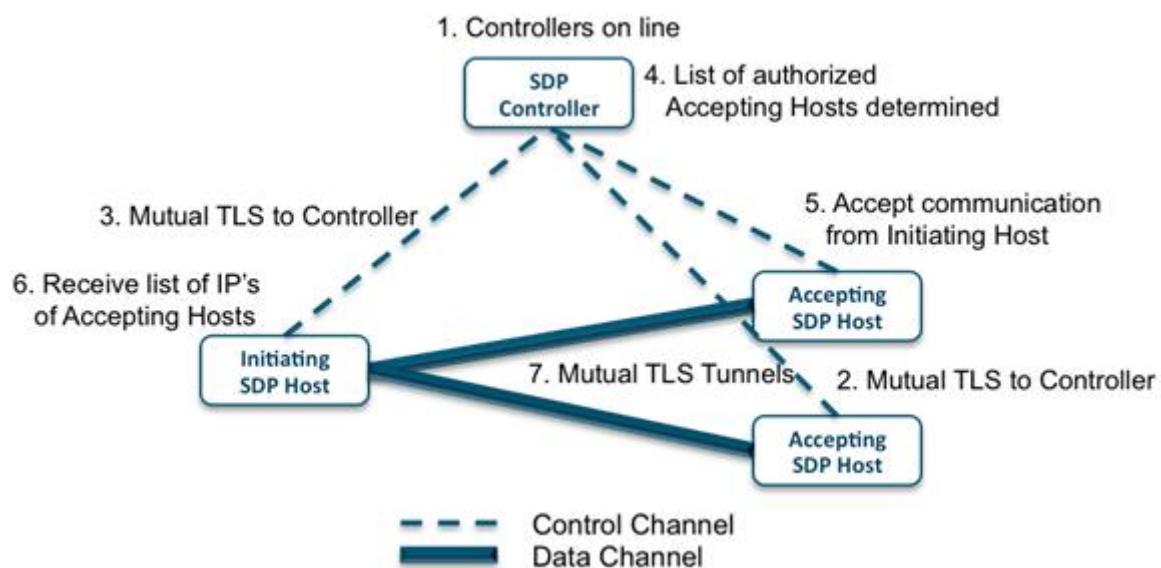 1. Controllers on line
SDP
Controller
4. List of authorized
Accepting Hosts determined
3. Mutual TLS to Controller
5. Accept communication
from Initiating Host
6. Receive list of IP's
of Accepting Hosts
Accepting
SDP Host
Initiating
SDP Host
7. Mutual TLS Tunnels
2. Mutual TLS to Controller
Accepting
SDP Host
Control Channel
Data Channel